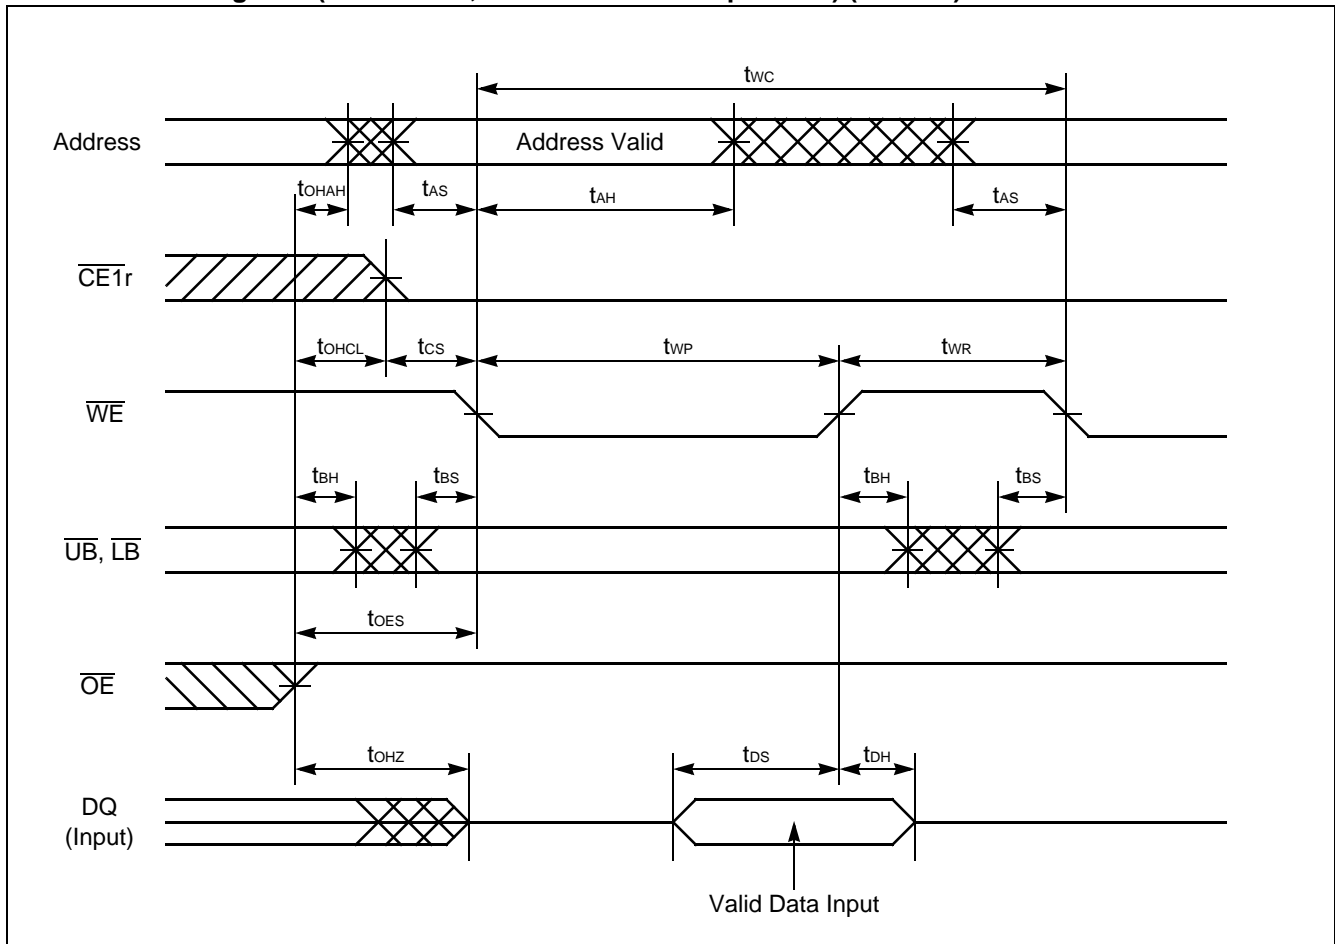 tWC
Address
Address Valid
tOHAH
tAS
tAH
tAS
CE1r
tOHCL
tCS
tWP
tWR
WE
tBH
tBS
tBH
tBS
UB, LB
tOES
OE
tOHZ
tDS
tDH
DQ
(Input)
Valid Data Input